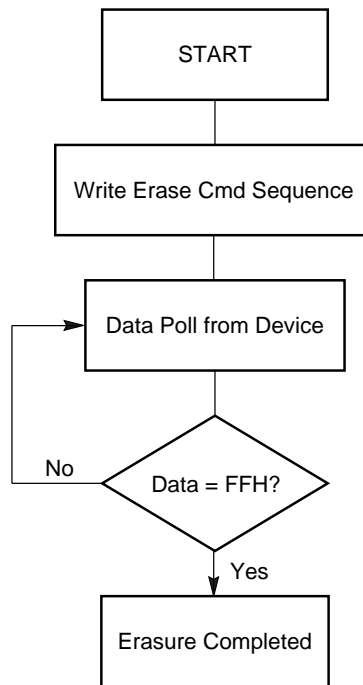 START
Write Erase Cmd Sequence
Data Poll from Device
No
Data = FFH?
Yes
Erasure Completed